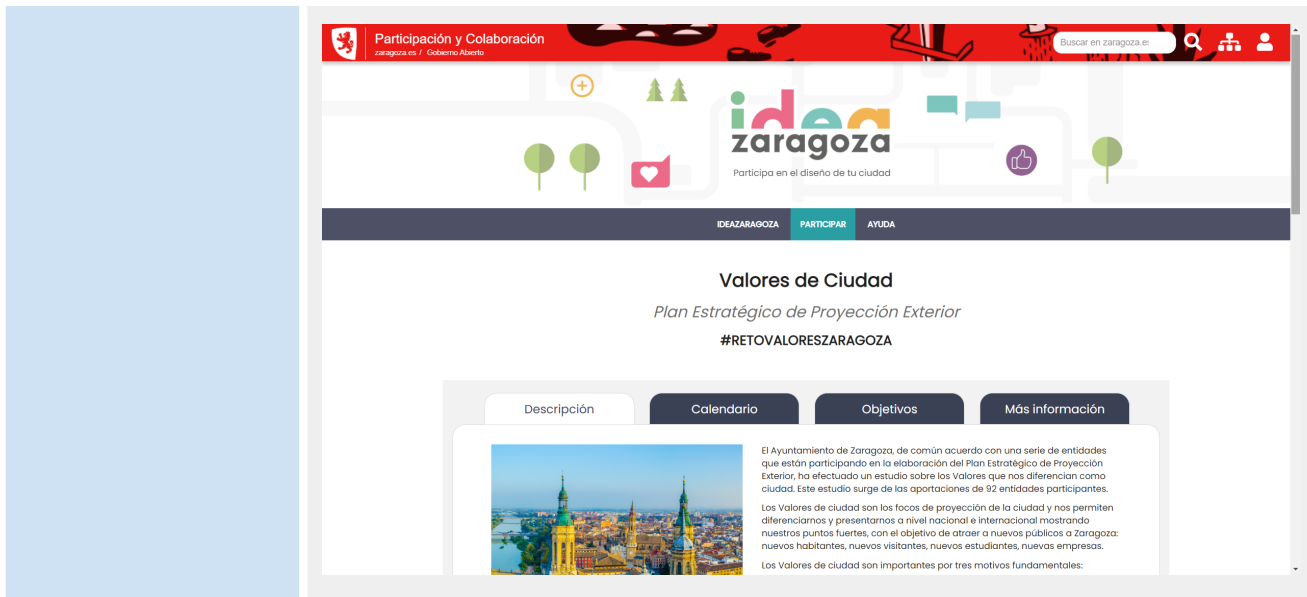 Participación y Colaboración
zaragoza.es / Gobierno Abierto
Buscar en zaragoza.e
idea
zaragoza
Participa en el diseño de tu ciudad
IDEAZARAGOZA PARTICIPAR AYUDA
Valores de Ciudad
Plan Estratégico de Proyección Exterior
#RETOVALORESZARAGOZA
Descripción Calendario Objetivos Más información
El Ayuntamiento de Zaragoza, de común acuerdo con una serie de entidades
que están participando en la elaboración del Plan Estratégico de Proyección
Exterior, ha efectuado un estudio sobre los Valores que nos diferencian como
ciudad. Este estudio surge de las aportaciones de 92 entidades participantes.
Los Valores de ciudad son los focos de proyección de la ciudad y nos permiten
diferenciarnos y presentarnos a nivel nacional e internacional mostrando
nuestros puntos fuertes, con el objetivo de atraer a nuevos públicos a Zaragoza:
nuevos habitantes, nuevos visitantes, nuevos estudiantes, nuevas empresas.
Los Valores de ciudad son importantes por tres motivos fundamentales: